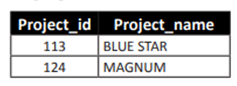 Project_id Project_name
113 BLUE STAR
124 MAGNUM